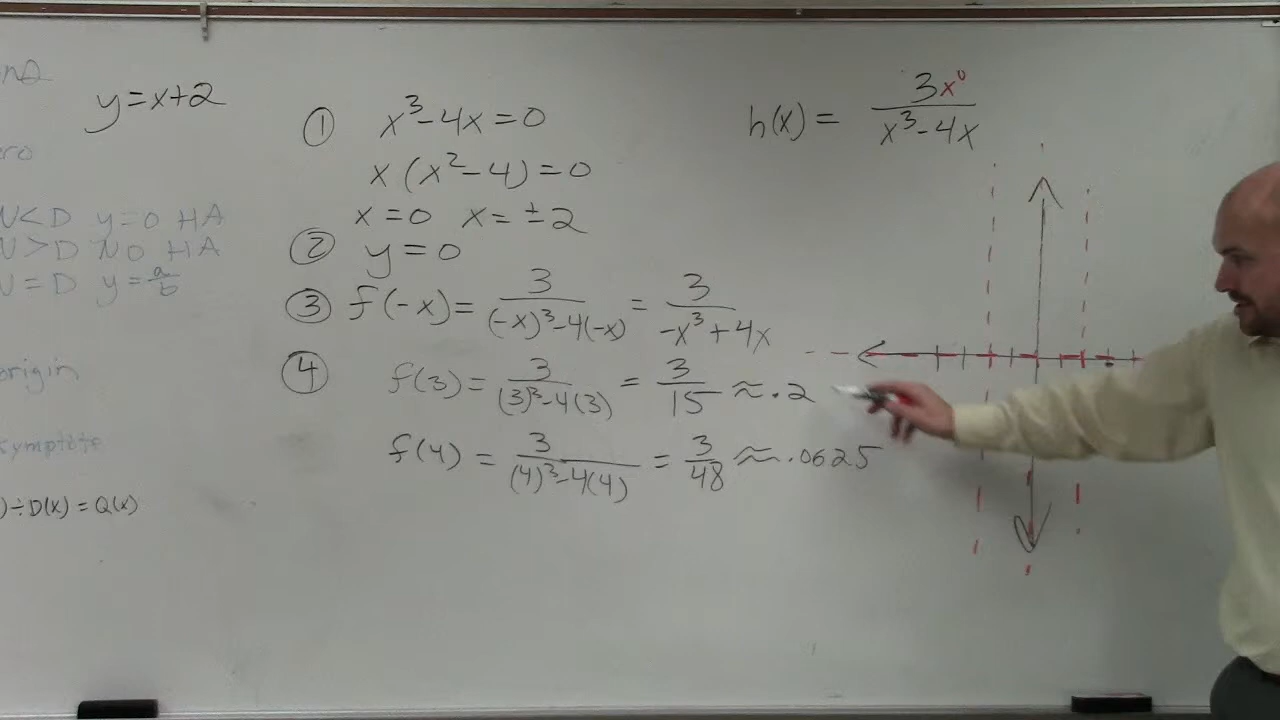 y=x+2
N<D y=0 HA
N>D NO HA
N=D y=a/b
origin
÷D(x) = Q(x)
① x³-4x=0
x(x²-4)=0
x=0 x=±2
② y=0
③ f(-x)= 3/((-x)³-4(-x)) = 3/(-x³+4x)
④ f(3)= 3/((3)³-4(3)) = 3/15 ≈.2
f(4) = 3/((4)³-4(4)) = 3/48 ≈.0625
h(x)= 3x⁰/(x³-4x)